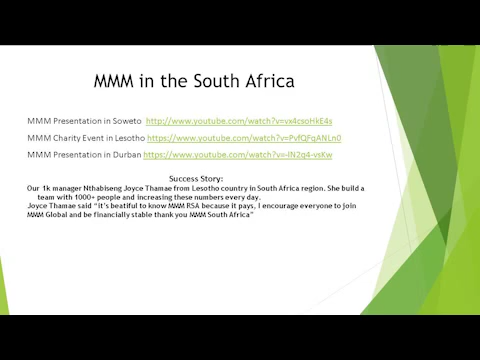 MMM in the South Africa
MMM Presentation in Soweto http://www.youtube.com/watch?v=vx4csoHkE4s
MMM Charity Event in Lesotho https://www.youtube.com/watch?v=PvfQFqANLn0
MMM Presentation in Durban https://www.youtube.com/watch?v=-IN2q4-vsKw
Success Story:
Our 1k manager Nthabiseng Joyce Thamae from Lesotho country in South Africa region. She build a
team with 1000+ people and increasing these numbers every day.
Joyce Thamae said “it’s beatiful to know MMM RSA because it pays, I encourage everyone to join
MMM Global and be financially stable thank you MMM South Africa”